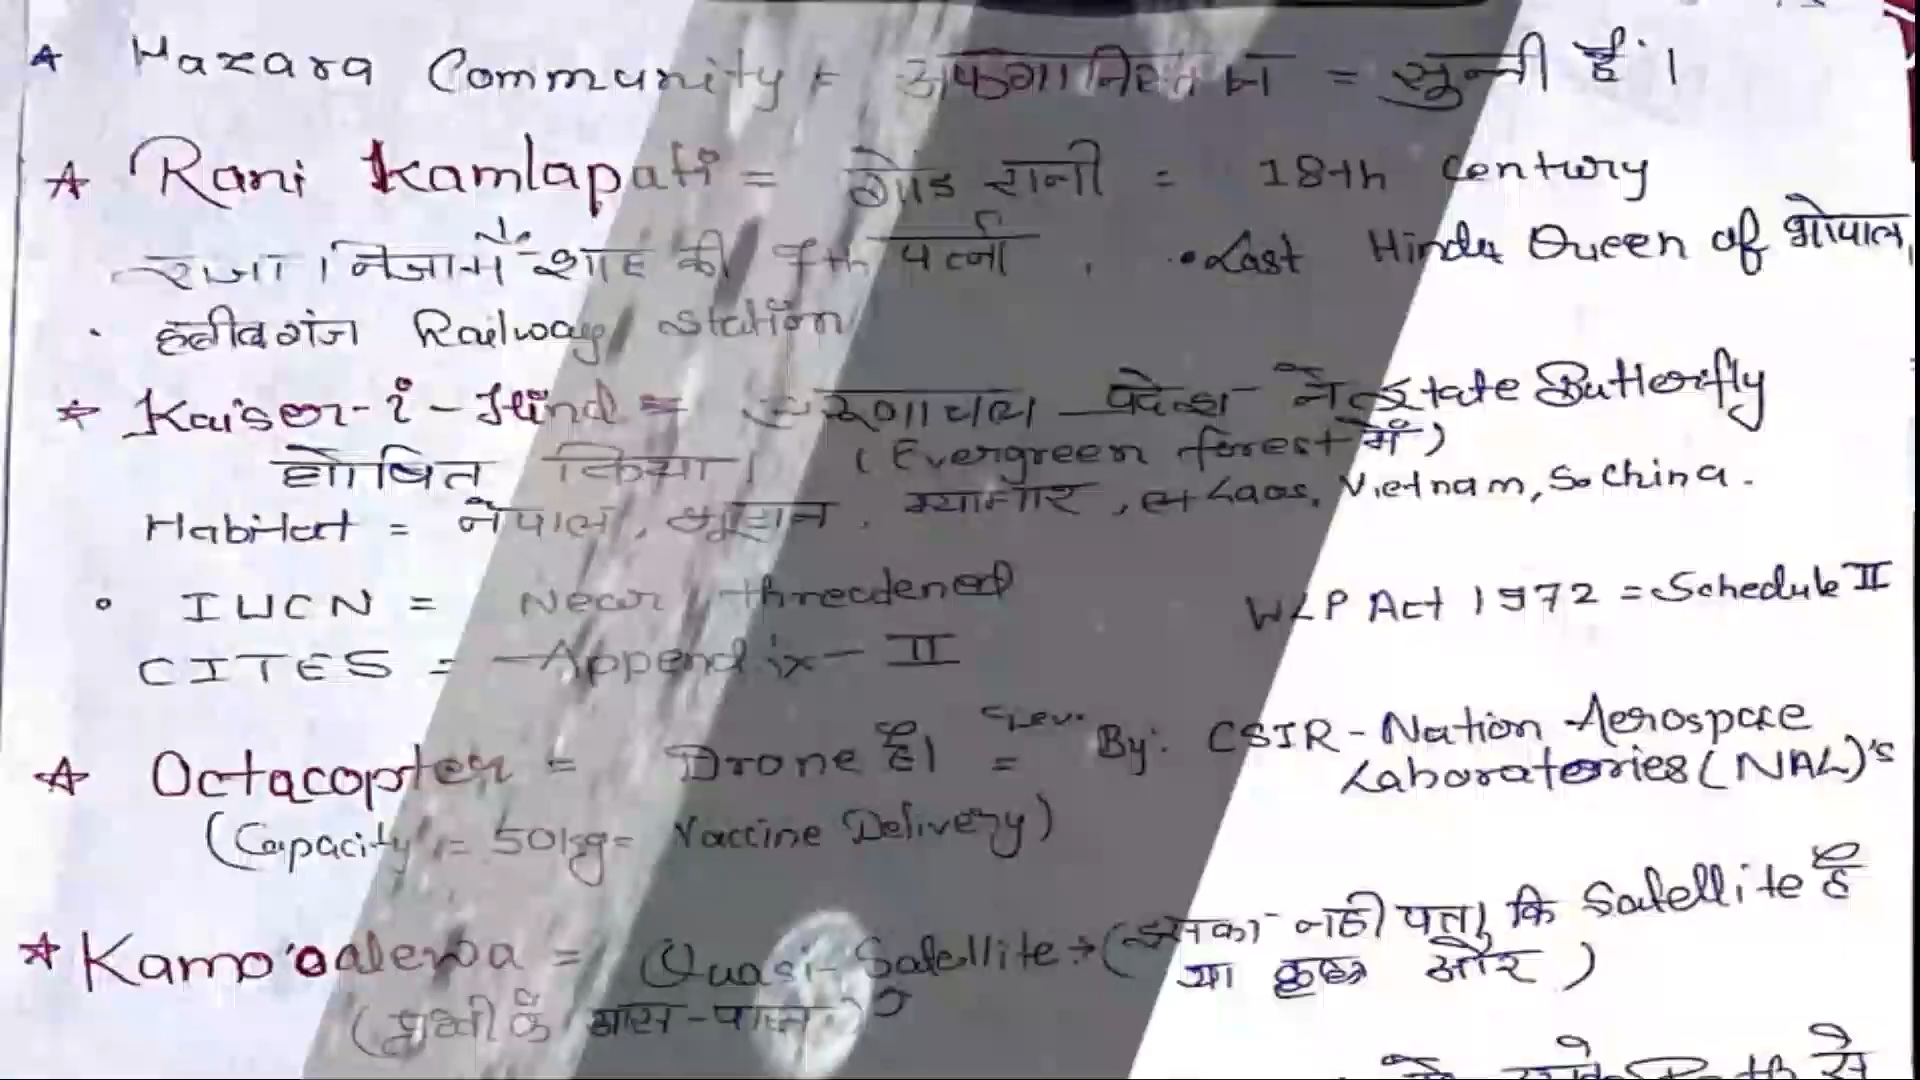 ☆ Hazara Community = अफगानिस्तान = सुन्नी हैं।
☆ Rani Kamlapati = गोंड रानी = 18th Century
राजा निजाम शाह की 7th पत्नी . • Last Hindu Queen of भोपाल,
• हबीबगंज Railway Station
☆ Kaiser-i-Hind = अरूणाचल प्रदेश ने State Butterfly
घोषित किया। (Evergreen forest में)
Habitat = नेपाल, भूटान, म्यानार, Laos, Vietnam, So China.
• IUCN = Near threatened WLP Act 1972 = Schedule II
CITES = Appendix-II
☆ Octacopter = Drone है। = Dev. By: CSIR-Nation Aerospace
Laboratories (NAL)'s
(Capacity = 50kg = Vaccine Delivery)
☆ Kamo'oalewa = Quasi-Satellite → (इसका नही पता कि Satellite है
या कुछ और)
(पृथ्वी के आस-पास)